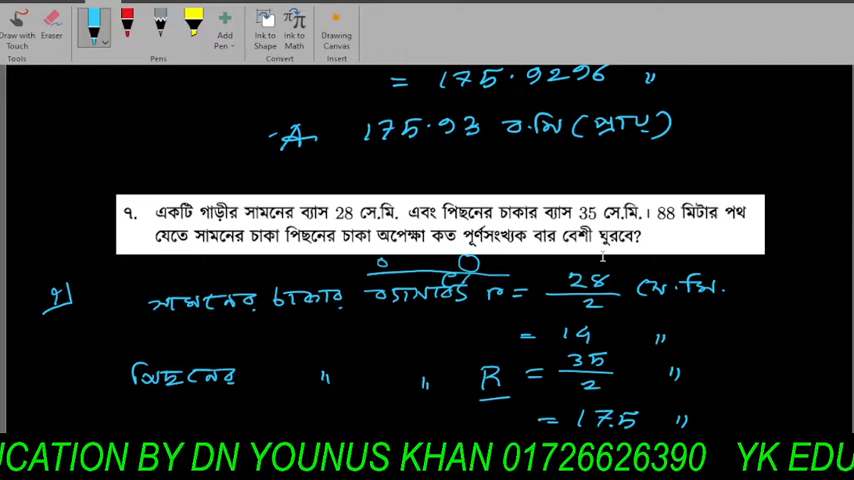 Draw with Touch
Eraser
Add Pen
Ink to Shape
Ink to Math
Drawing Canvas
Tools
Pens
Convert
Insert
= 175.9296 "
A 175.93 ব.মি (প্রায়)
৭. একটি গাড়ীর সামনের ব্যাস 28 সে.মি. এবং পিছনের চাকার ব্যাস 35 সে.মি.। 88 মিটার পথ
যেতে সামনের চাকা পিছনের চাকা অপেক্ষা কত পূর্ণসংখ্যক বার বেশী ঘুরবে?
৭| সামনের চাকার ব্যাসার্ধ r = 28/2 সে.মি.
= 14 "
পিছনের " " R = 35/2 "
= 17.5 "
UCATION BY DN YOUNUS KHAN 01726626390 YK EDU